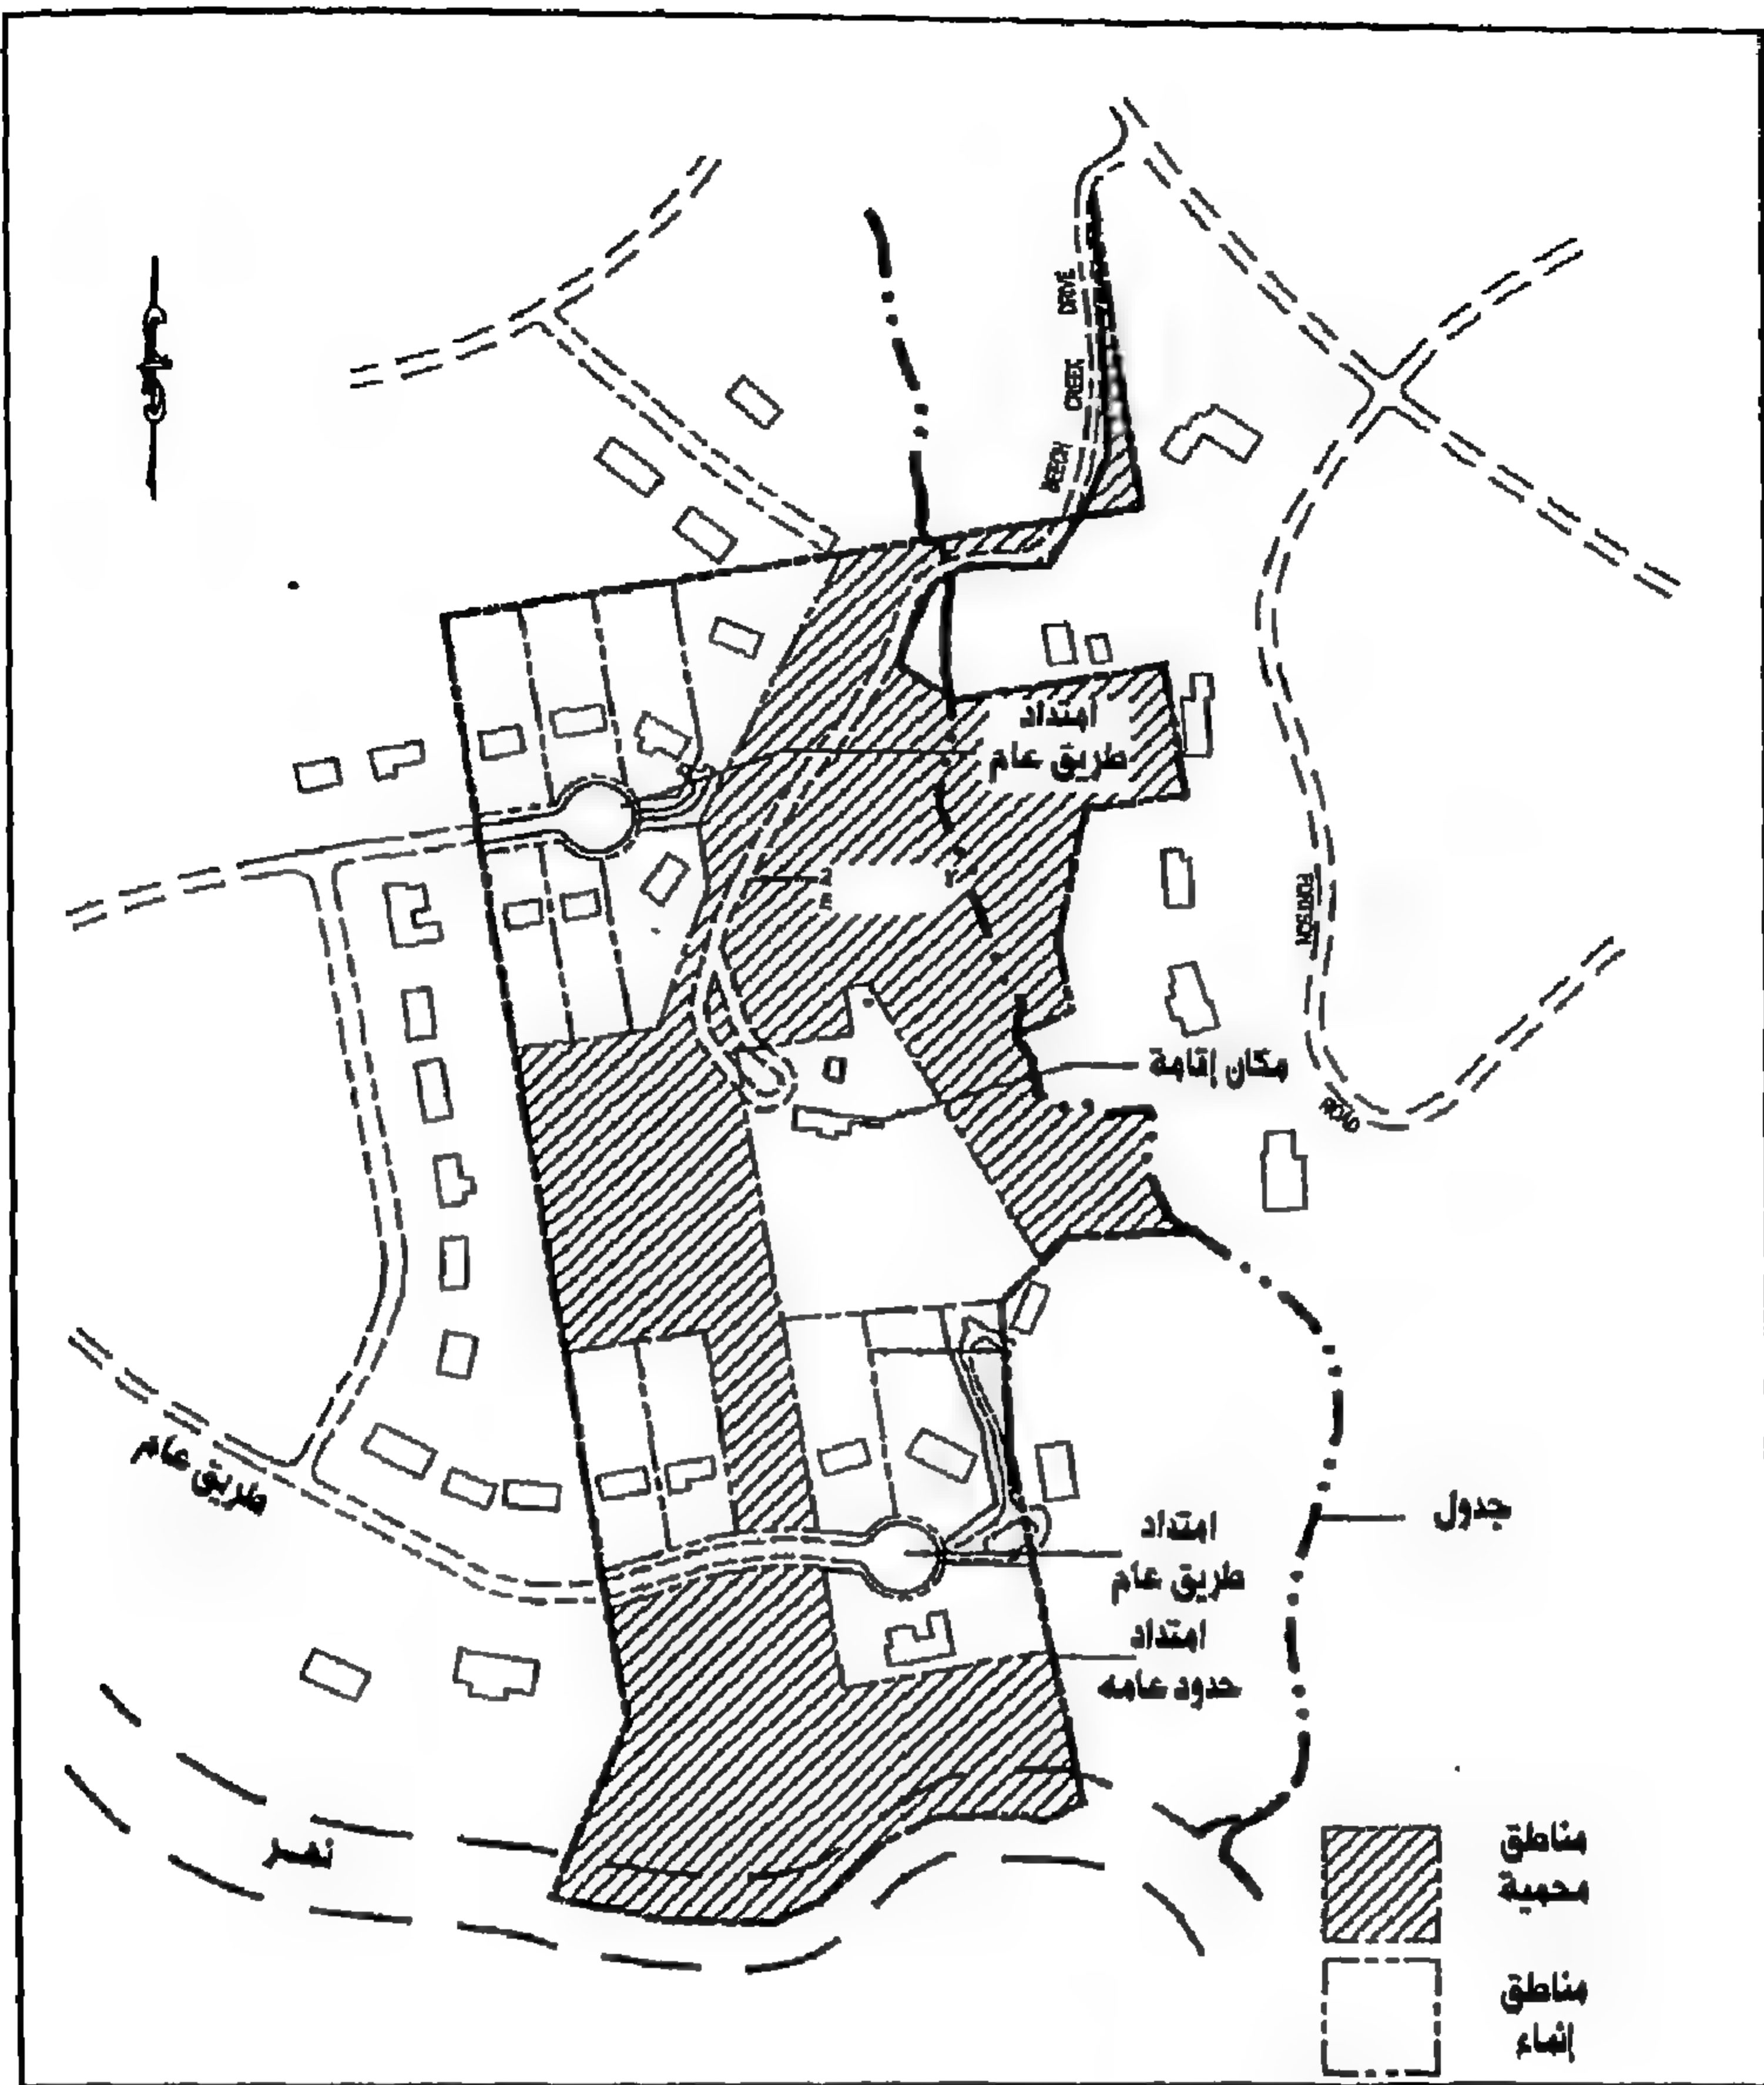 DRIVE
CREEK
BEECH
امتداد
طريق عام
مكان إقامة
ROAD
طريق عام
جدول
امتداد
طريق عام
امتداد
حدود عامه
نهر
مناطق
محمية
مناطق
إنماء